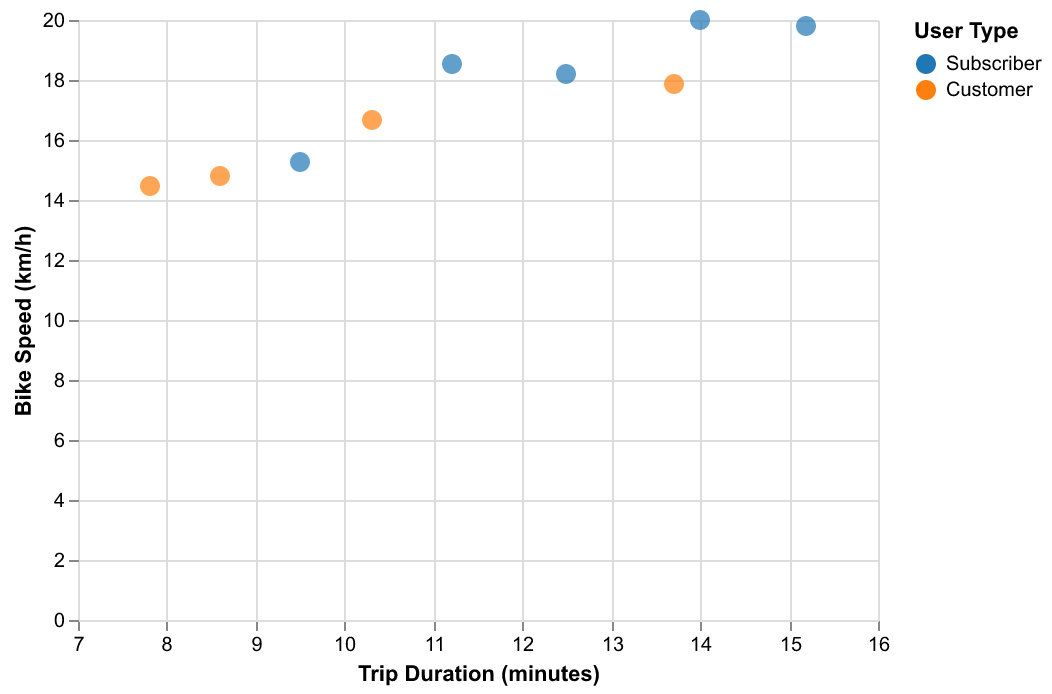 20
18
16
14
12
10
8
6
4
2
0
Bike Speed (km/h)
7 8 9 10 11 12 13 14 15 16
Trip Duration (minutes)
User Type
Subscriber
Customer